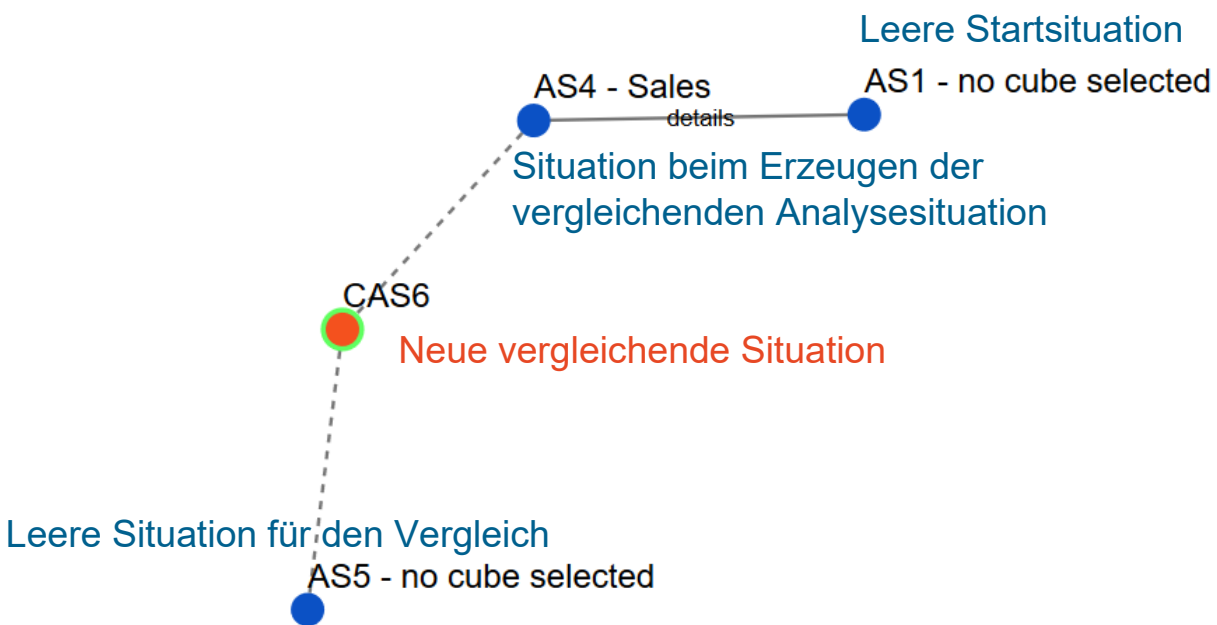 Leere Startsituation
AS4 - Sales
AS1 - no cube selected
details
Situation beim Erzeugen der
vergleichenden Analysesituation
CAS6
Neue vergleichende Situation
Leere Situation für den Vergleich
AS5 - no cube selected